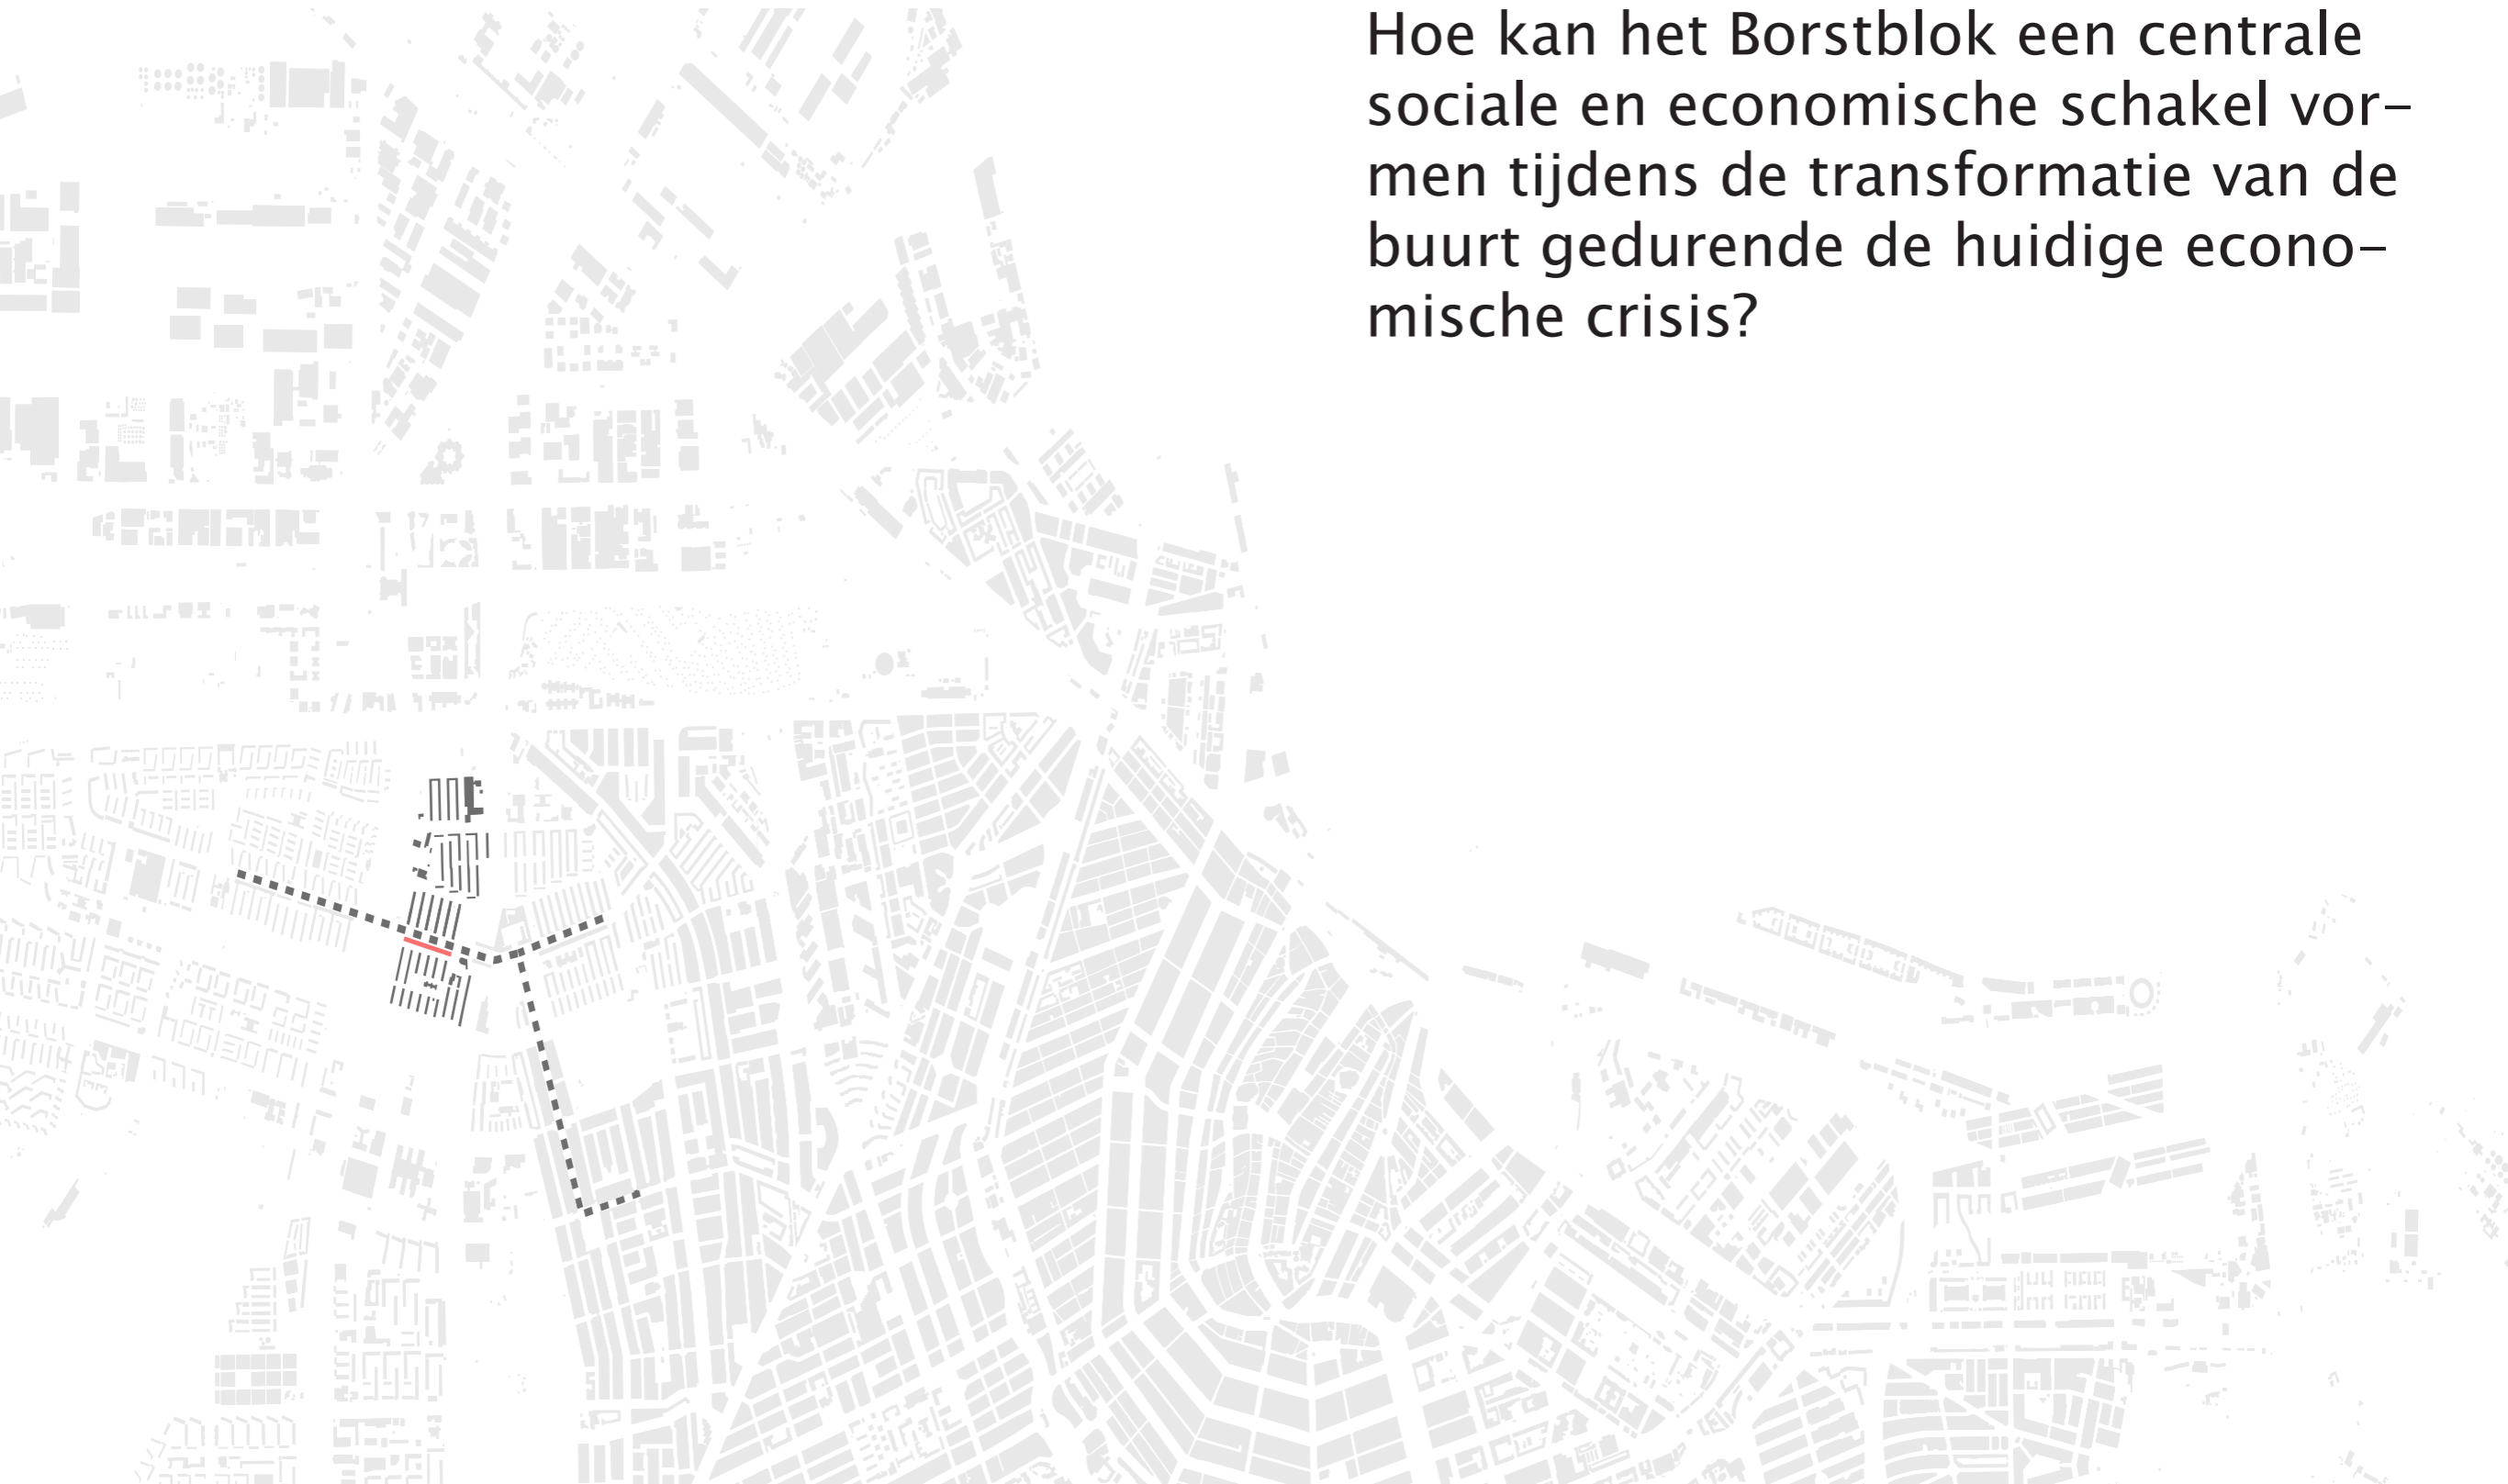 Hoe kan het Borstblok een centrale
sociale en economische schakel vor-
men tijdens de transformatie van de
buurt gedurende de huidige econo-
mische crisis?